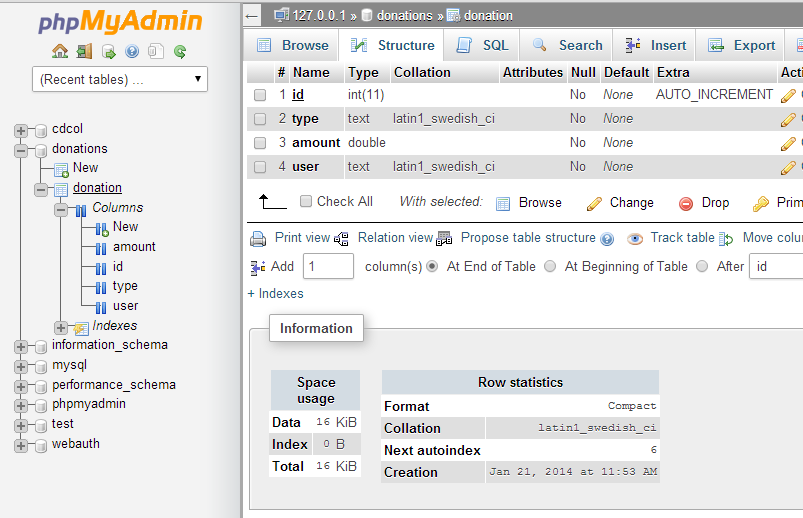 phpMyAdmin
(Recent tables) ...
cdcol
donations
New
donation
Columns
New
amount
id
type
user
Indexes
information_schema
mysql
performance_schema
phpmyadmin
test
webauth
127.0.0.1 » donations » donation
Browse Structure SQL Search Insert Export
# Name Type Collation Attributes Null Default Extra
1 id int(11) No None AUTO_INCREMENT
2 type text latin1_swedish_ci No None
3 amount double No None
4 user text latin1_swedish_ci No None
Check All With selected: Browse Change Drop
Print view Relation view Propose table structure Track table Move
Add 1 column(s) At End of Table At Beginning of Table After id
+ Indexes
Information
Space
usage
Data 16 KiB
Index 0 B
Total 16 KiB
Row statistics
Format Compact
Collation latin1_swedish_ci
Next autoindex 6
Creation Jan 21, 2014 at 11:53 AM